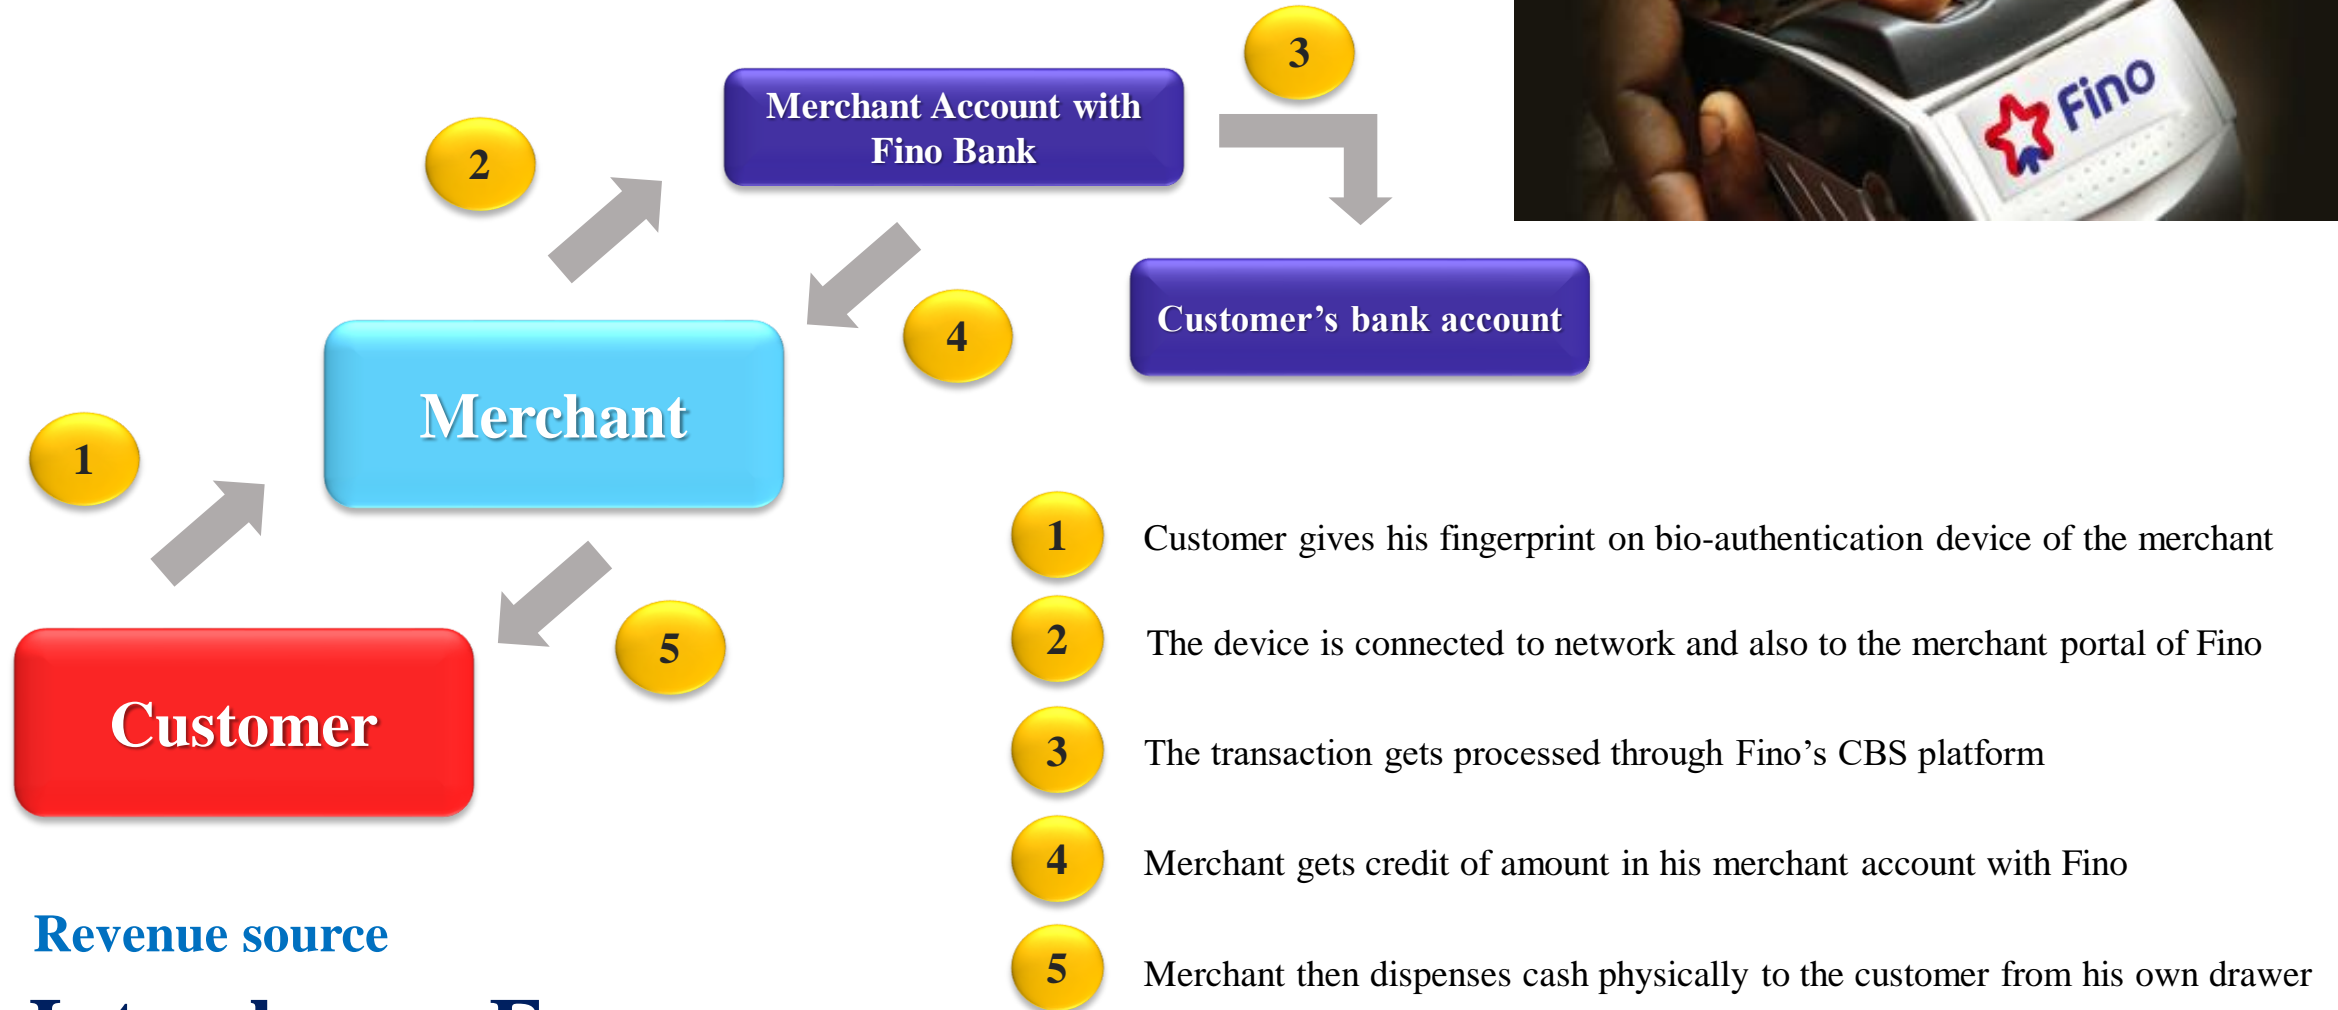 3
Merchant Account with
Fino Bank
Fino
2
Customer’s bank account
4
Merchant
1
5
Customer
1 Customer gives his fingerprint on bio-authentication device of the merchant
2 The device is connected to network and also to the merchant portal of Fino
3 The transaction gets processed through Fino’s CBS platform
4 Merchant gets credit of amount in his merchant account with Fino
5 Merchant then dispenses cash physically to the customer from his own drawer
Revenue source